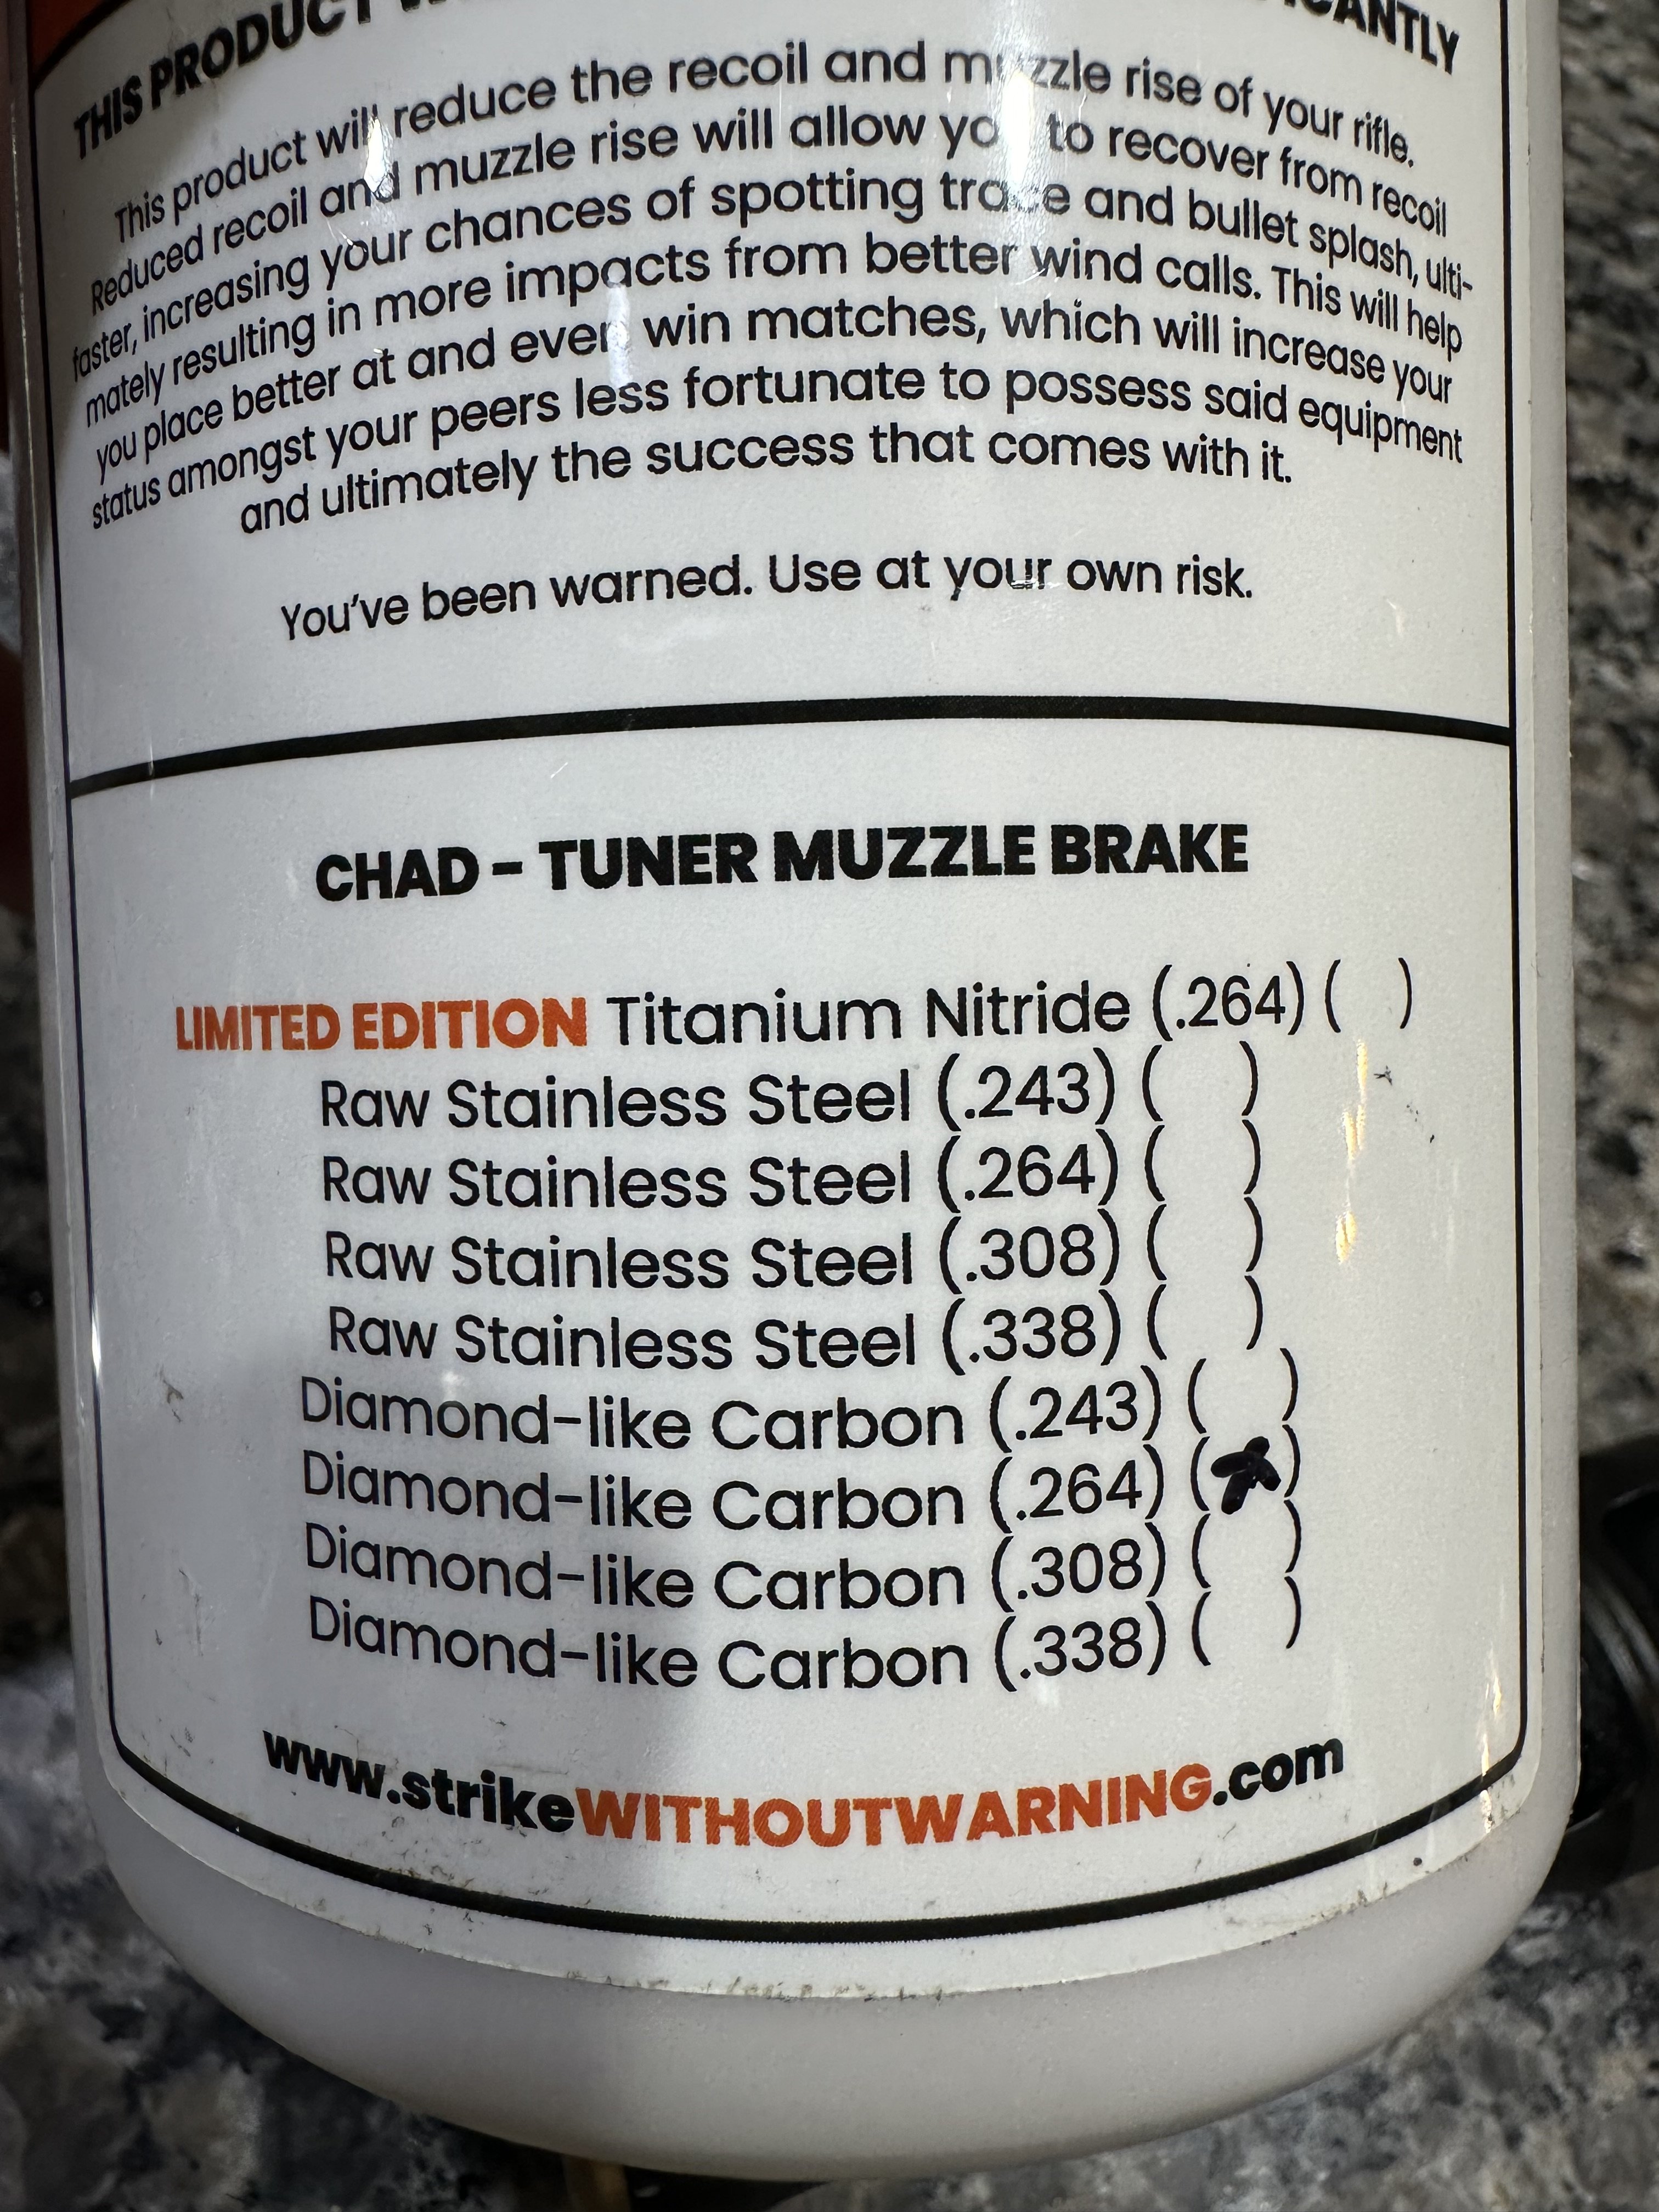 THIS PRODUCT
This product will reduce the recoil and muzzle rise of your rifle.
Reduced recoil and muzzle rise will allow you to recover from recoil
faster, increasing your chances of spotting trace and bullet splash, ulti-
mately resulting in more impacts from better wind calls. This will help
you place better at and even win matches, which will increase your
status amongst your peers less fortunate to possess said equipment
and ultimately the success that comes with it.
You've been warned. Use at your own risk.
CHAD - TUNER MUZZLE BRAKE
LIMITED EDITION Titanium Nitride (.264) ( )
Raw Stainless Steel (.243) ( )
Raw Stainless Steel (.264) ( )
Raw Stainless Steel (.308) ( )
Raw Stainless Steel (.338) ( )
Diamond-like Carbon (.243) ( )
Diamond-like Carbon (.264) (X)
Diamond-like Carbon (.308) ( )
Diamond-like Carbon (.338) ( )
www.strikeWITHOUTWARNING.com